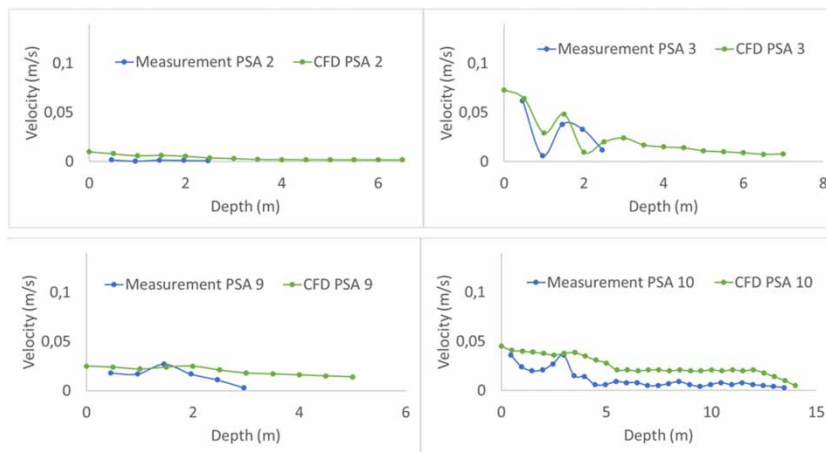 Measurement PSA 2 CFD PSA 2
Velocity (m/s)
0,1
0,05
0
0 2 4 6
Depth (m)
Measurement PSA 3 CFD PSA 3
Velocity (m/s)
0,1
0,05
0
0 2 4 6 8
Depth (m)
Measurement PSA 9 CFD PSA 9
Velocity (m/s)
0,1
0,05
0
0 2 4 6
Depth (m)
Measurement PSA 10 CFD PSA 10
Velocity (m/s)
0,1
0,05
0
0 5 10 15
Depth (m)